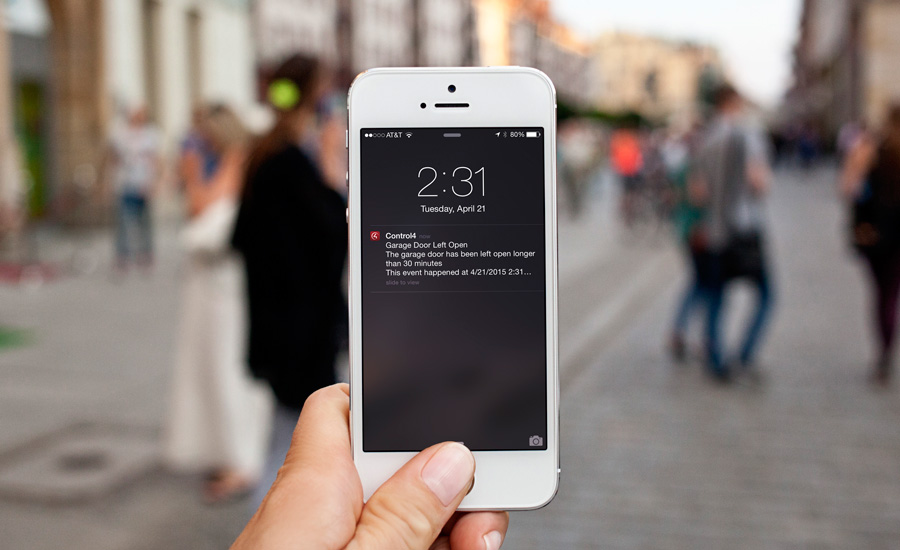 AT&T 80%
2:31
Tuesday, April 21
Control4 now
Garage Door Left Open
The garage door has been left open longer
than 30 minutes
This event happened at 4/21/2015 2:31...
slide to view